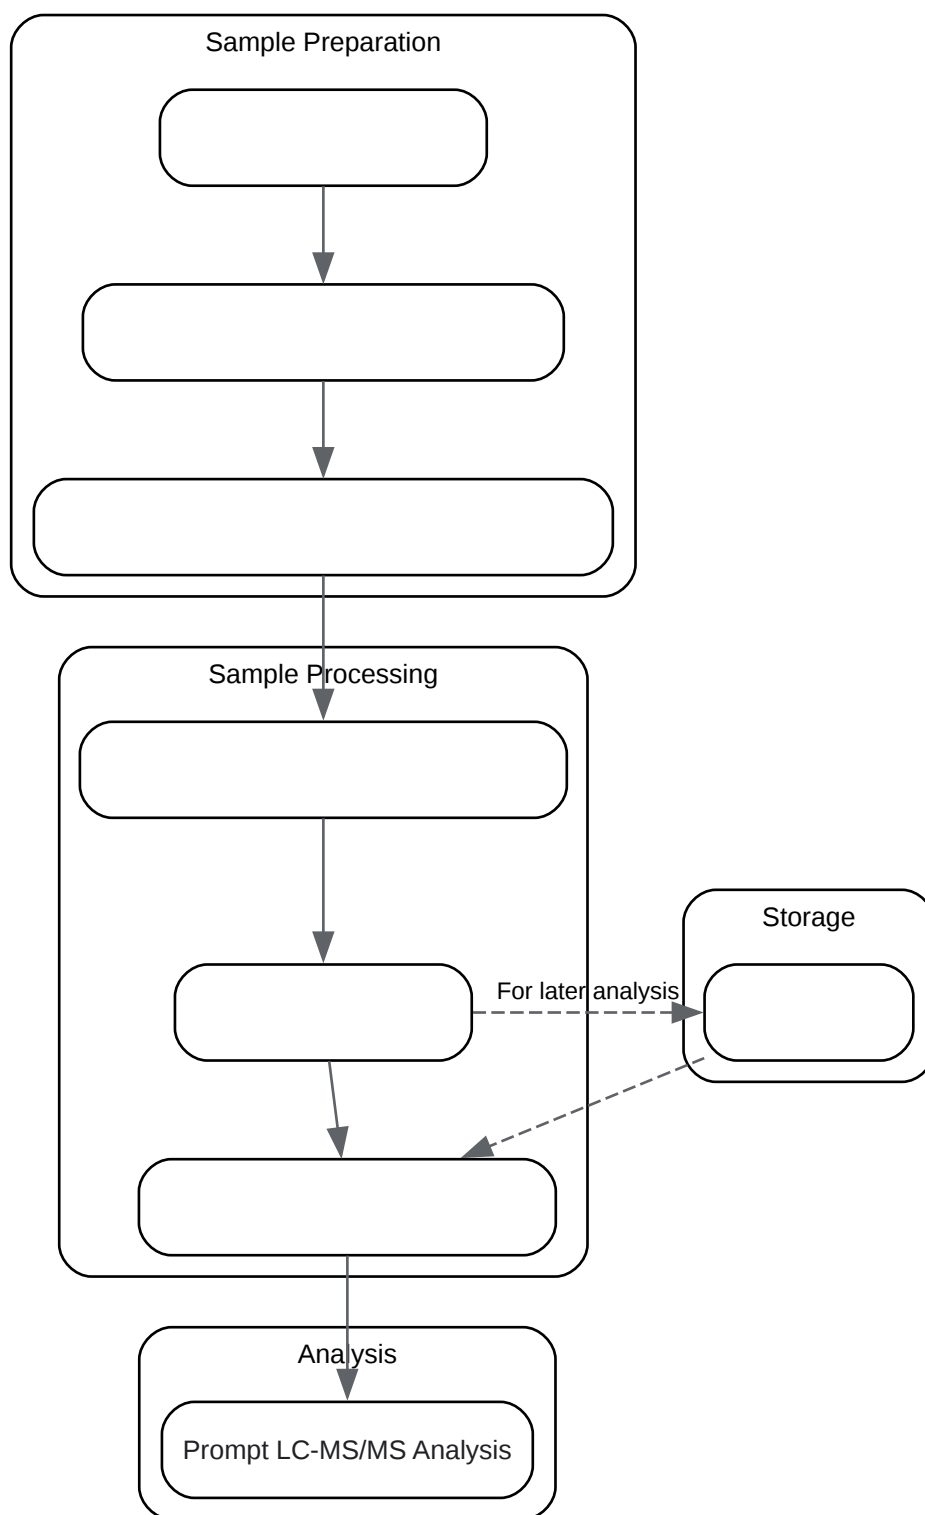 Sample Preparation
Sample Processing
Storage
For later analysis
Analysis
Prompt LC-MS/MS Analysis